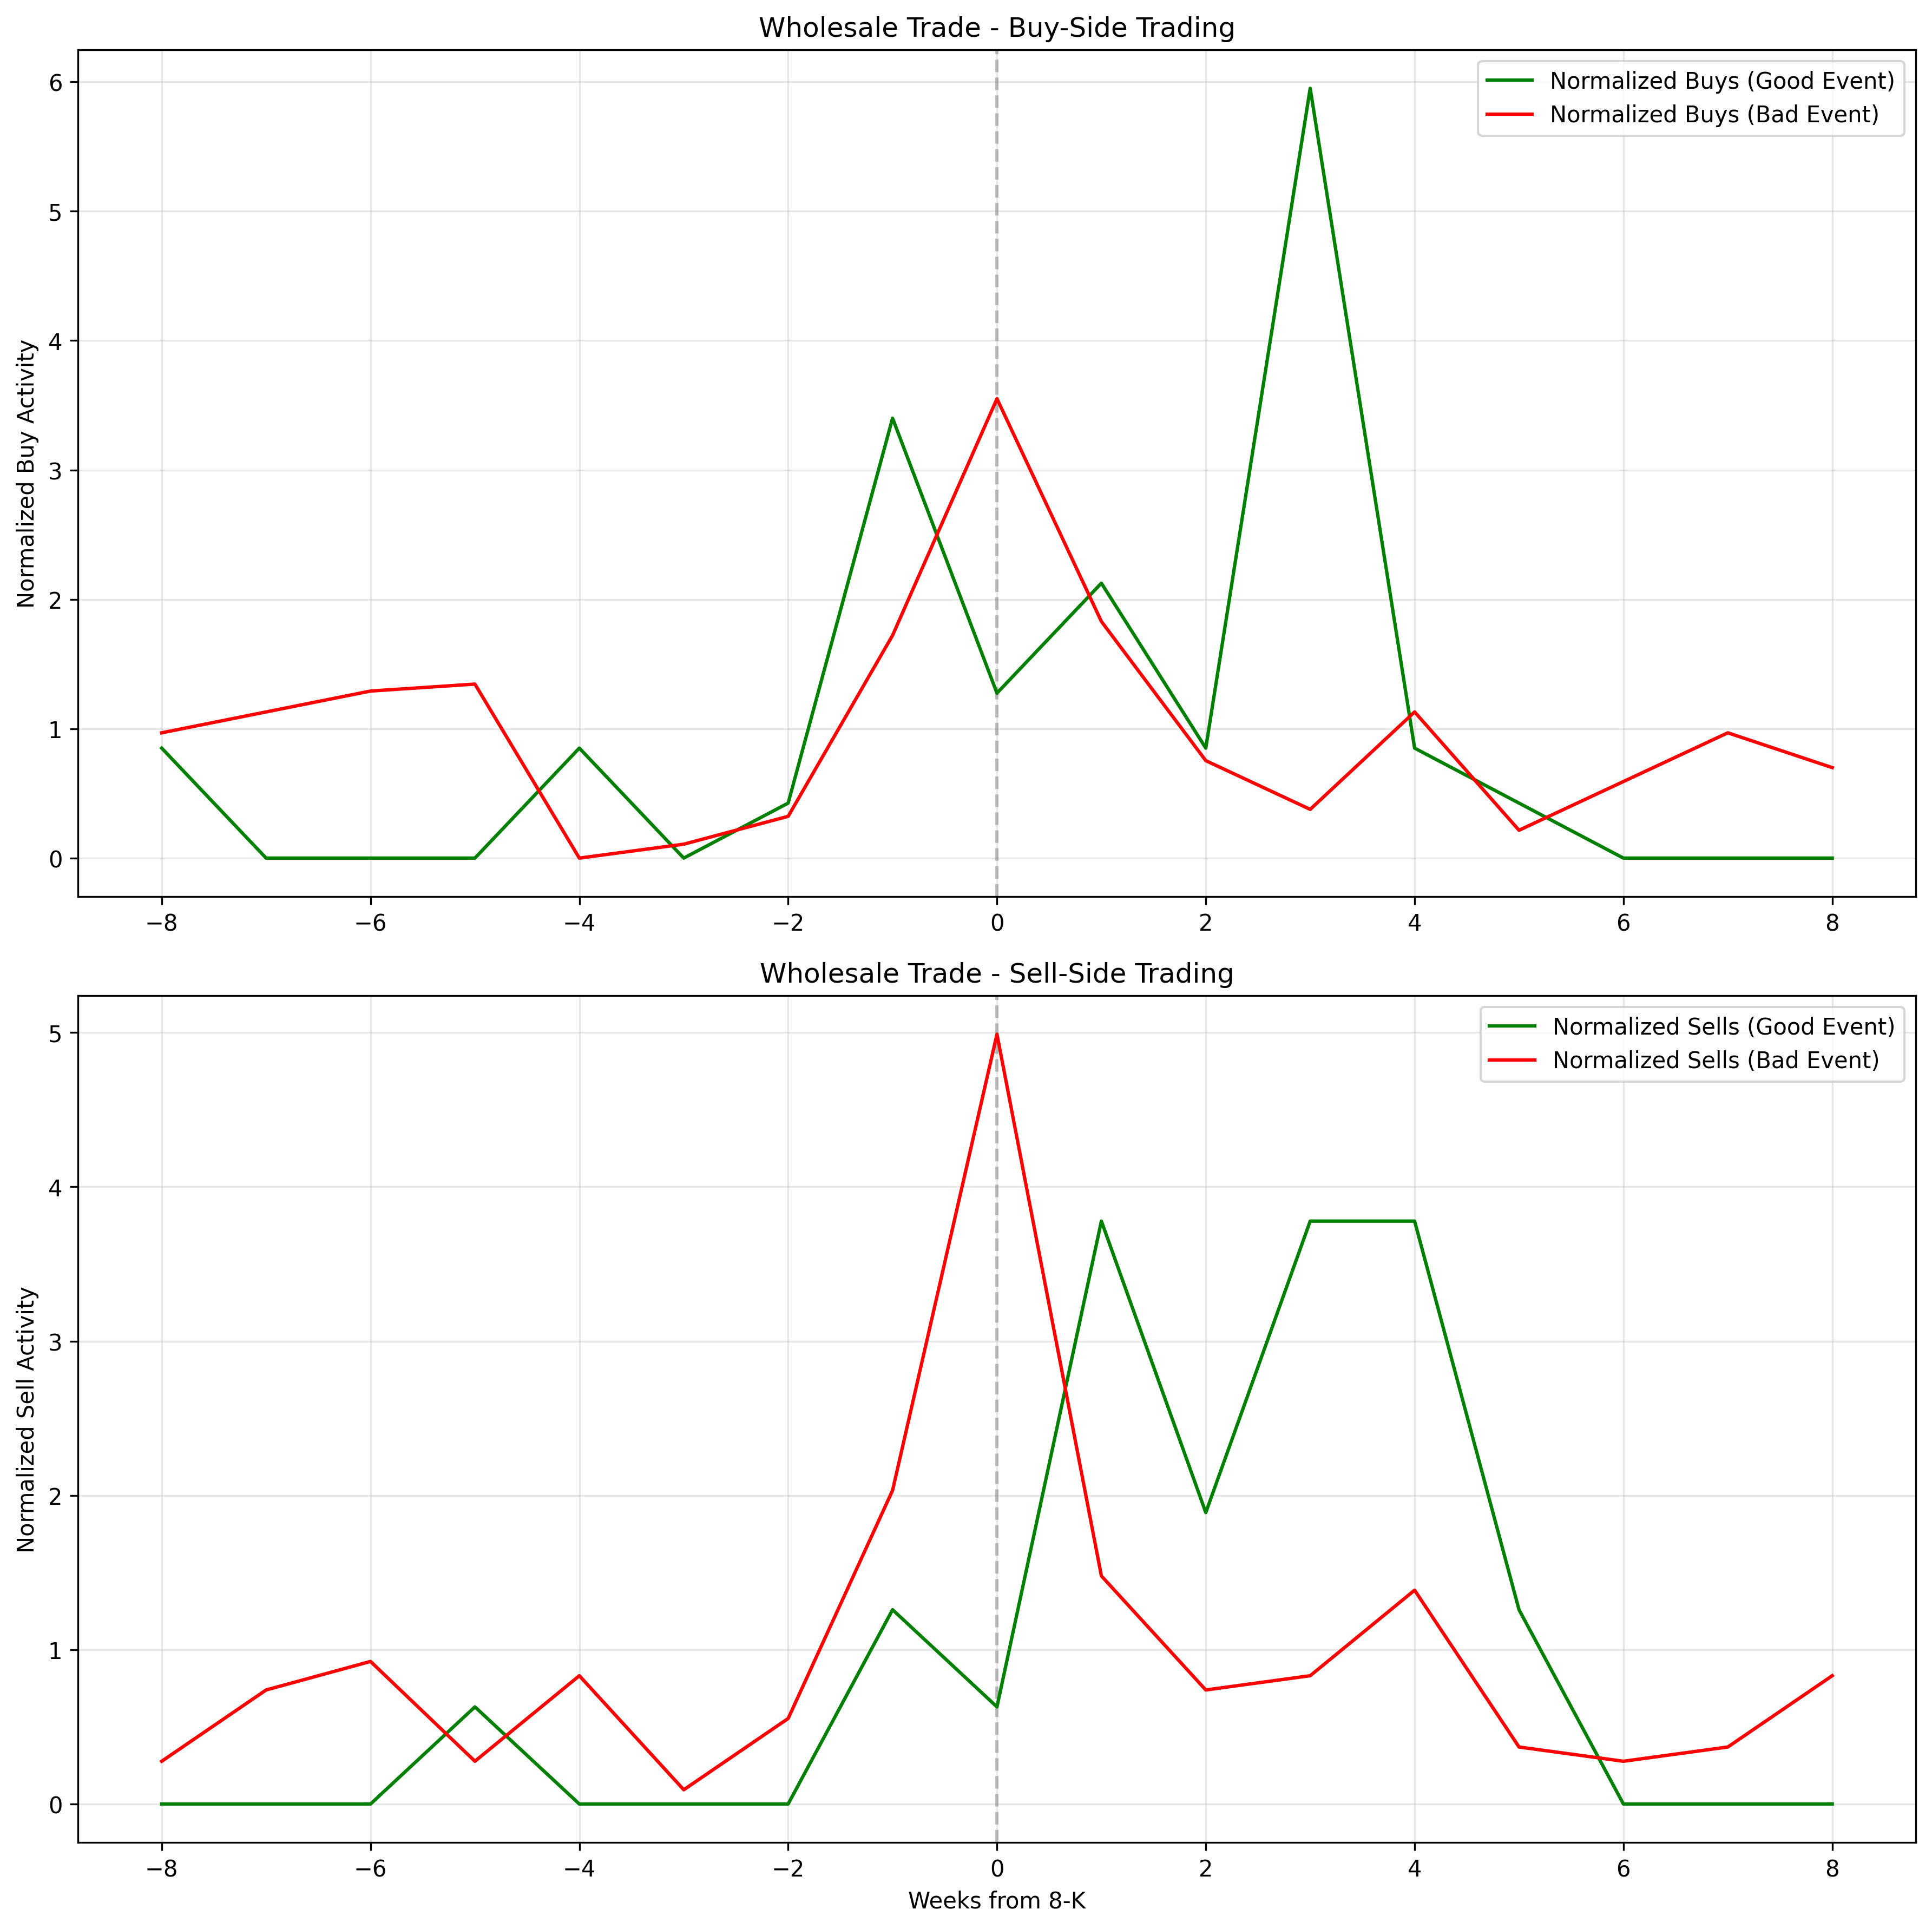 Wholesale Trade - Buy-Side Trading
Normalized Buy Activity
6
5
4
3
2
1
0
Normalized Buys (Good Event)
Normalized Buys (Bad Event)
−8 −6 −4 −2 0 2 4 6 8
Wholesale Trade - Sell-Side Trading
Normalized Sell Activity
5
4
3
2
1
0
Normalized Sells (Good Event)
Normalized Sells (Bad Event)
−8 −6 −4 −2 0 2 4 6 8
Weeks from 8-K